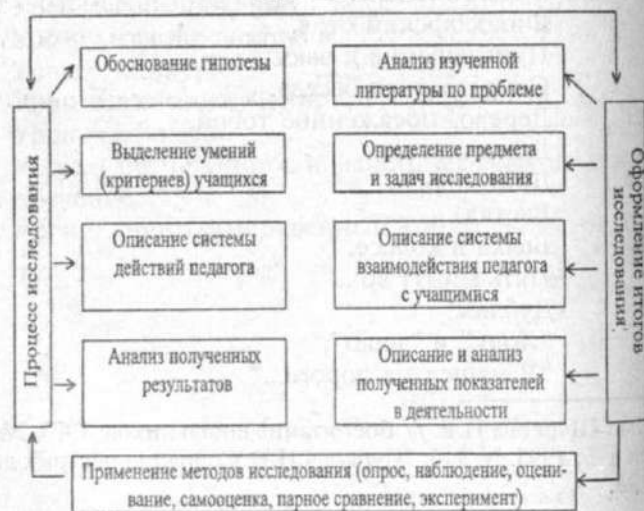 Процесс исследования
Обоснование гипотезы
Выделение умений
(критериев) учащихся
Описание системы
действий педагога
Анализ полученных
результатов
Анализ изученной
литературы по проблеме
Определение предмета
и задач исследования
Описание системы
взаимодействия педагога
с учащимися
Описание и анализ
полученных показателей
в деятельности
Оформление итогов
исследования
Применение методов исследования (опрос, наблюдение, оцени-
вание, самооценка, парное сравнение, эксперимент)